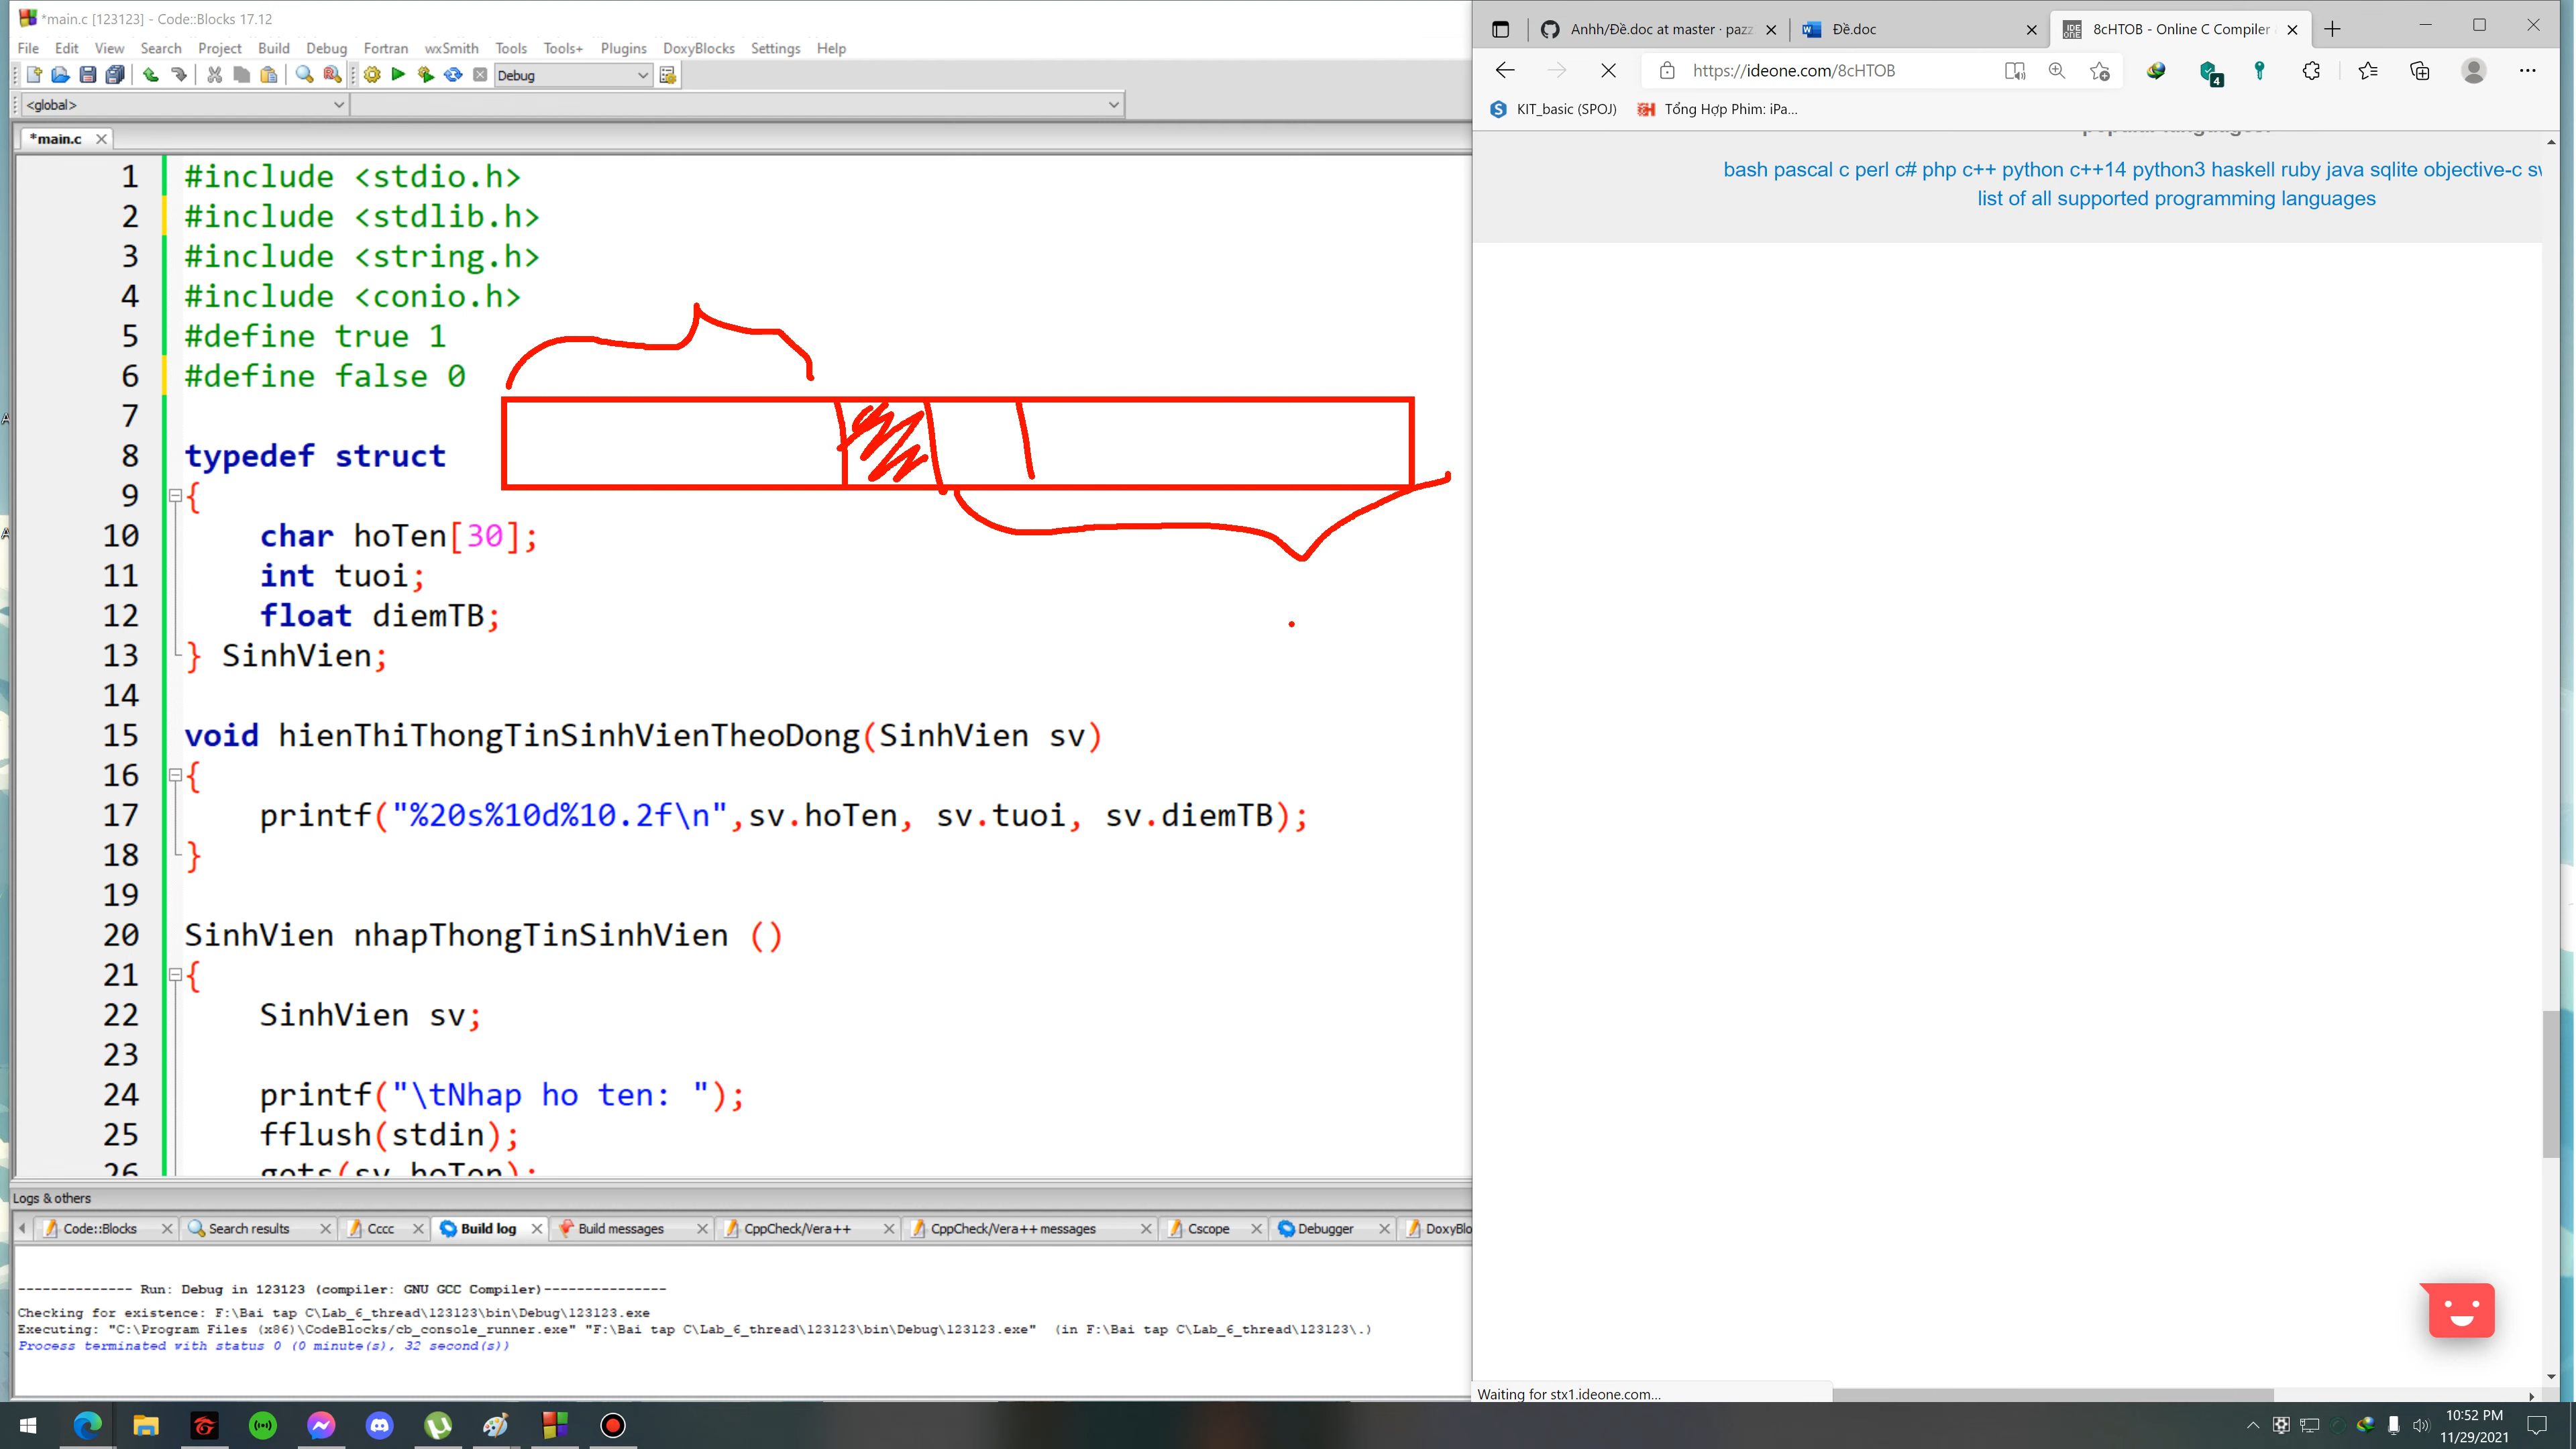 *main.c [123123] - Code::Blocks 17.12
File Edit View Search Project Build Debug Fortran wxSmith Tools Tools+ Plugins DoxyBlocks Settings Help
Debug
<global>
*main.c
1 #include <stdio.h>
2 #include <stdlib.h>
3 #include <string.h>
4 #include <conio.h>
5 #define true 1
6 #define false 0
7
8 typedef struct
9 {
10 char hoTen[30];
11 int tuoi;
12 float diemTB;
13 } SinhVien;
14
15 void hienThiThongTinSinhVienTheoDong(SinhVien sv)
16 {
17 printf("%20s%10d%10.2f\n",sv.hoTen, sv.tuoi, sv.diemTB);
18 }
19
20 SinhVien nhapThongTinSinhVien ()
21 {
22 SinhVien sv;
23
24 printf("\tNhap ho ten: ");
25 fflush(stdin);
26 gets(sv.hoTen);
Logs & others
Code::Blocks Search results Cccc Build log Build messages CppCheck/Vera++ CppCheck/Vera++ messages Cscope Debugger DoxyBlo
-------------- Run: Debug in 123123 (compiler: GNU GCC Compiler)---------------
Checking for existence: F:\Bai tap C\Lab_6_thread\123123\bin\Debug\123123.exe
Executing: "C:\Program Files (x86)\CodeBlocks/cb_console_runner.exe" "F:\Bai tap C\Lab_6_thread\123123\bin\Debug\123123.exe" (in F:\Bai tap C\Lab_6_thread\123123\.)
Process terminated with status 0 (0 minute(s), 32 second(s))
Anhh/Đề.doc at master · pazz
Đề.doc
8cHTOB - Online C Compiler
https://ideone.com/8cHTOB
4
KIT_basic (SPOJ) Tổng Hợp Phim: iPa...
bash pascal c perl c# php c++ python c++14 python3 haskell ruby java sqlite objective-c sw
list of all supported programming languages
Waiting for stx1.ideone.com...
10:52 PM
11/29/2021